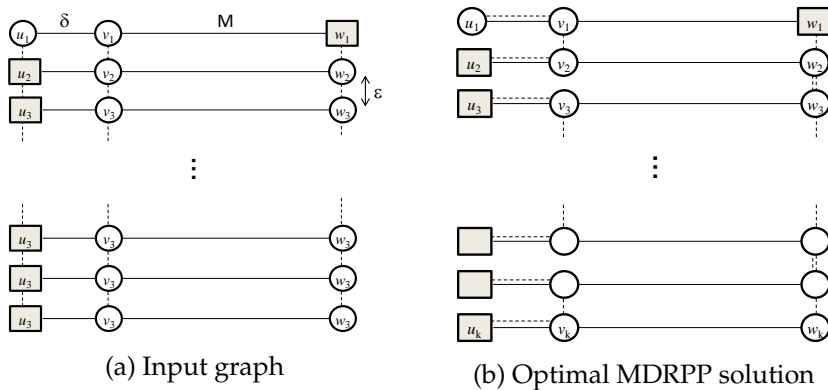 δ M
u₁ v₁ w₁
u₂ v₂ w₂
ε
u₃ v₃ w₃
⋮
u₃ v₃ w₃
u₃ v₃ w₃
u₃ v₃ w₃
(a) Input graph
u₁ v₁ w₁
u₂ v₂ w₂
u₃ v₃ w₃
⋮
uₖ vₖ wₖ
(b) Optimal MDRPP solution